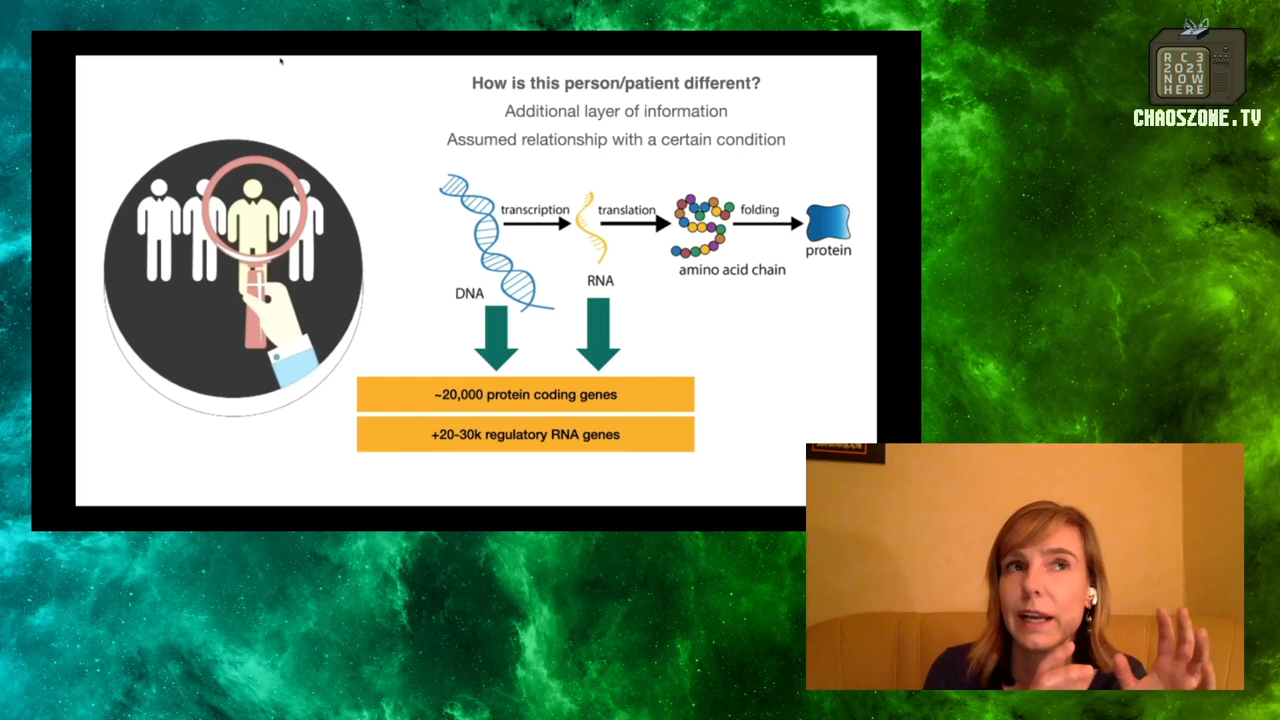 How is this person/patient different?
Additional layer of information
Assumed relationship with a certain condition
transcription
translation
folding
protein
amino acid chain
RNA
DNA
~20,000 protein coding genes
+20-30k regulatory RNA genes
RC3
2021
NOW
HERE
CHAOSZONE.TV